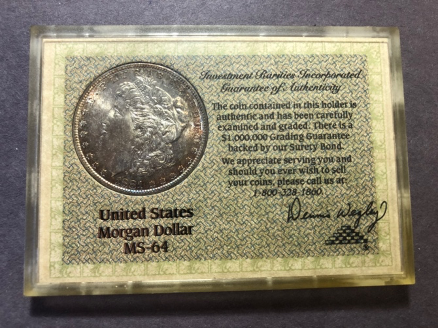 Investment Rarities Incorporated
Guarantee of Authenticity
The coin contained in this holder is
authentic and has been carefully
examined and graded. There is a
$1,000,000 Grading Guarantee
backed by our Surety Bond.
We appreciate serving you and
should you ever wish to sell
your coins, please call us at:
1-800-328-1860.
United States
Morgan Dollar
MS-64